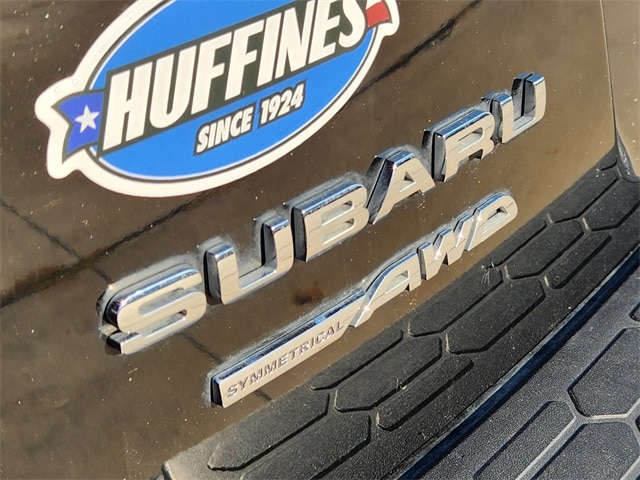 HUFFINES
SINCE 1924
SUBARU
SYMMETRICAL AWD